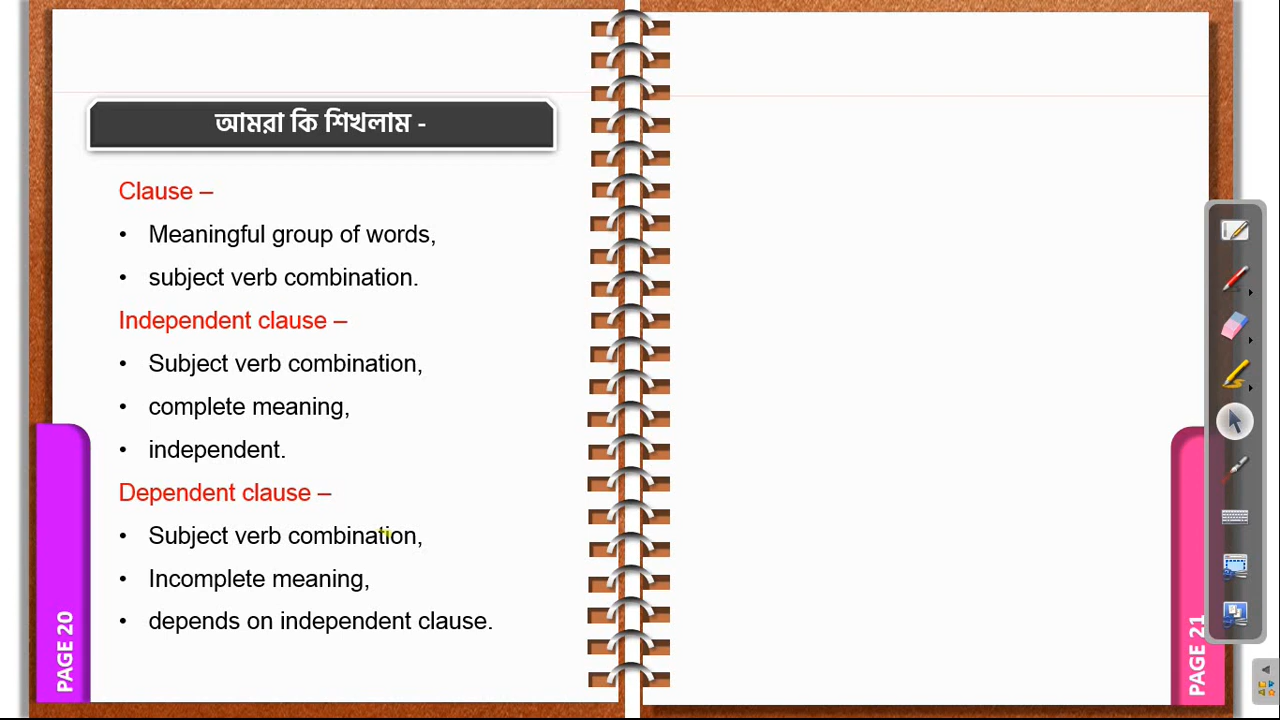 আমরা কি শিখলাম -
Clause –
• Meaningful group of words,
• subject verb combination.
Independent clause –
• Subject verb combination,
• complete meaning,
• independent.
Dependent clause –
• Subject verb combination,
• Incomplete meaning,
• depends on independent clause.
PAGE 20
PAGE 21